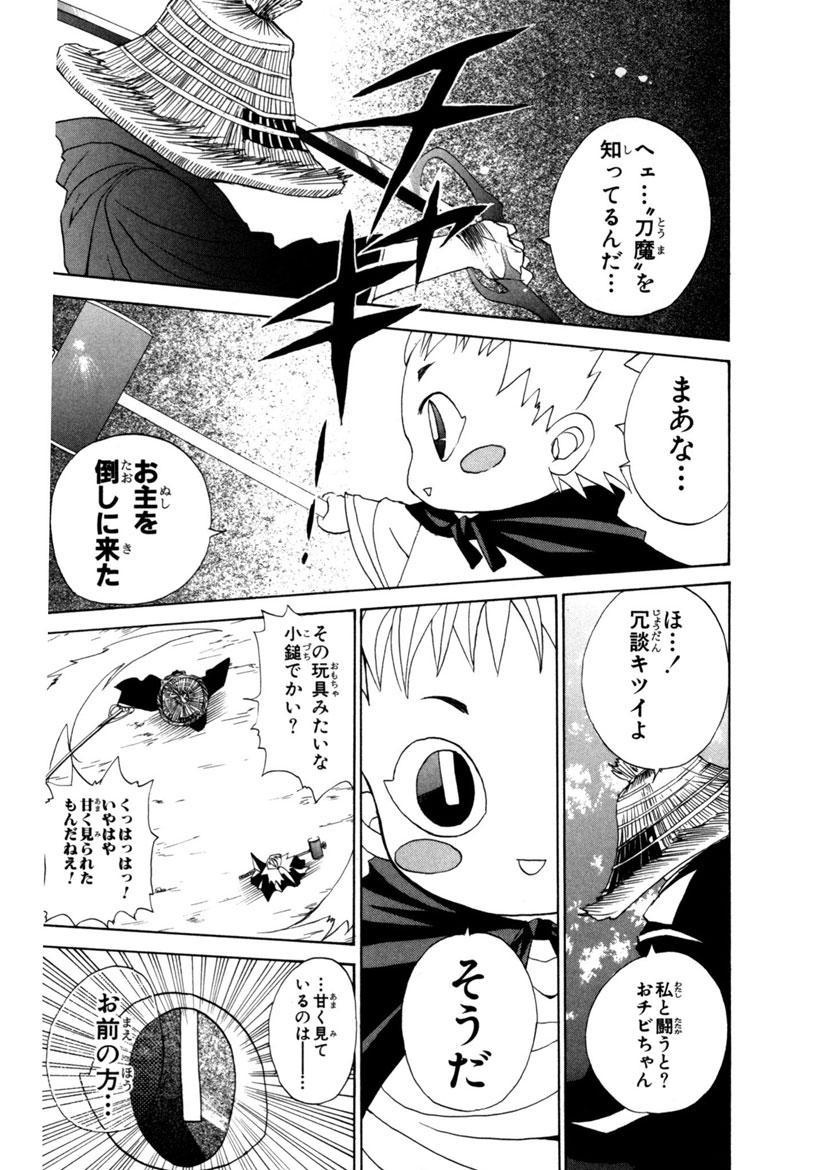 ヘェ…〝刀魔〟を
知ってるんだ…
チャキ
まあな…
お主を
倒しに来た
ほ…！
冗談キツイよ
私と闘うと？
おチビちゃん
そうだ
その玩具みたいな
小鎚でかい？
くっはっはっ！
いやはや
甘く見られた
もんだねえ！
…甘く見て
いるのは――
お前の方…